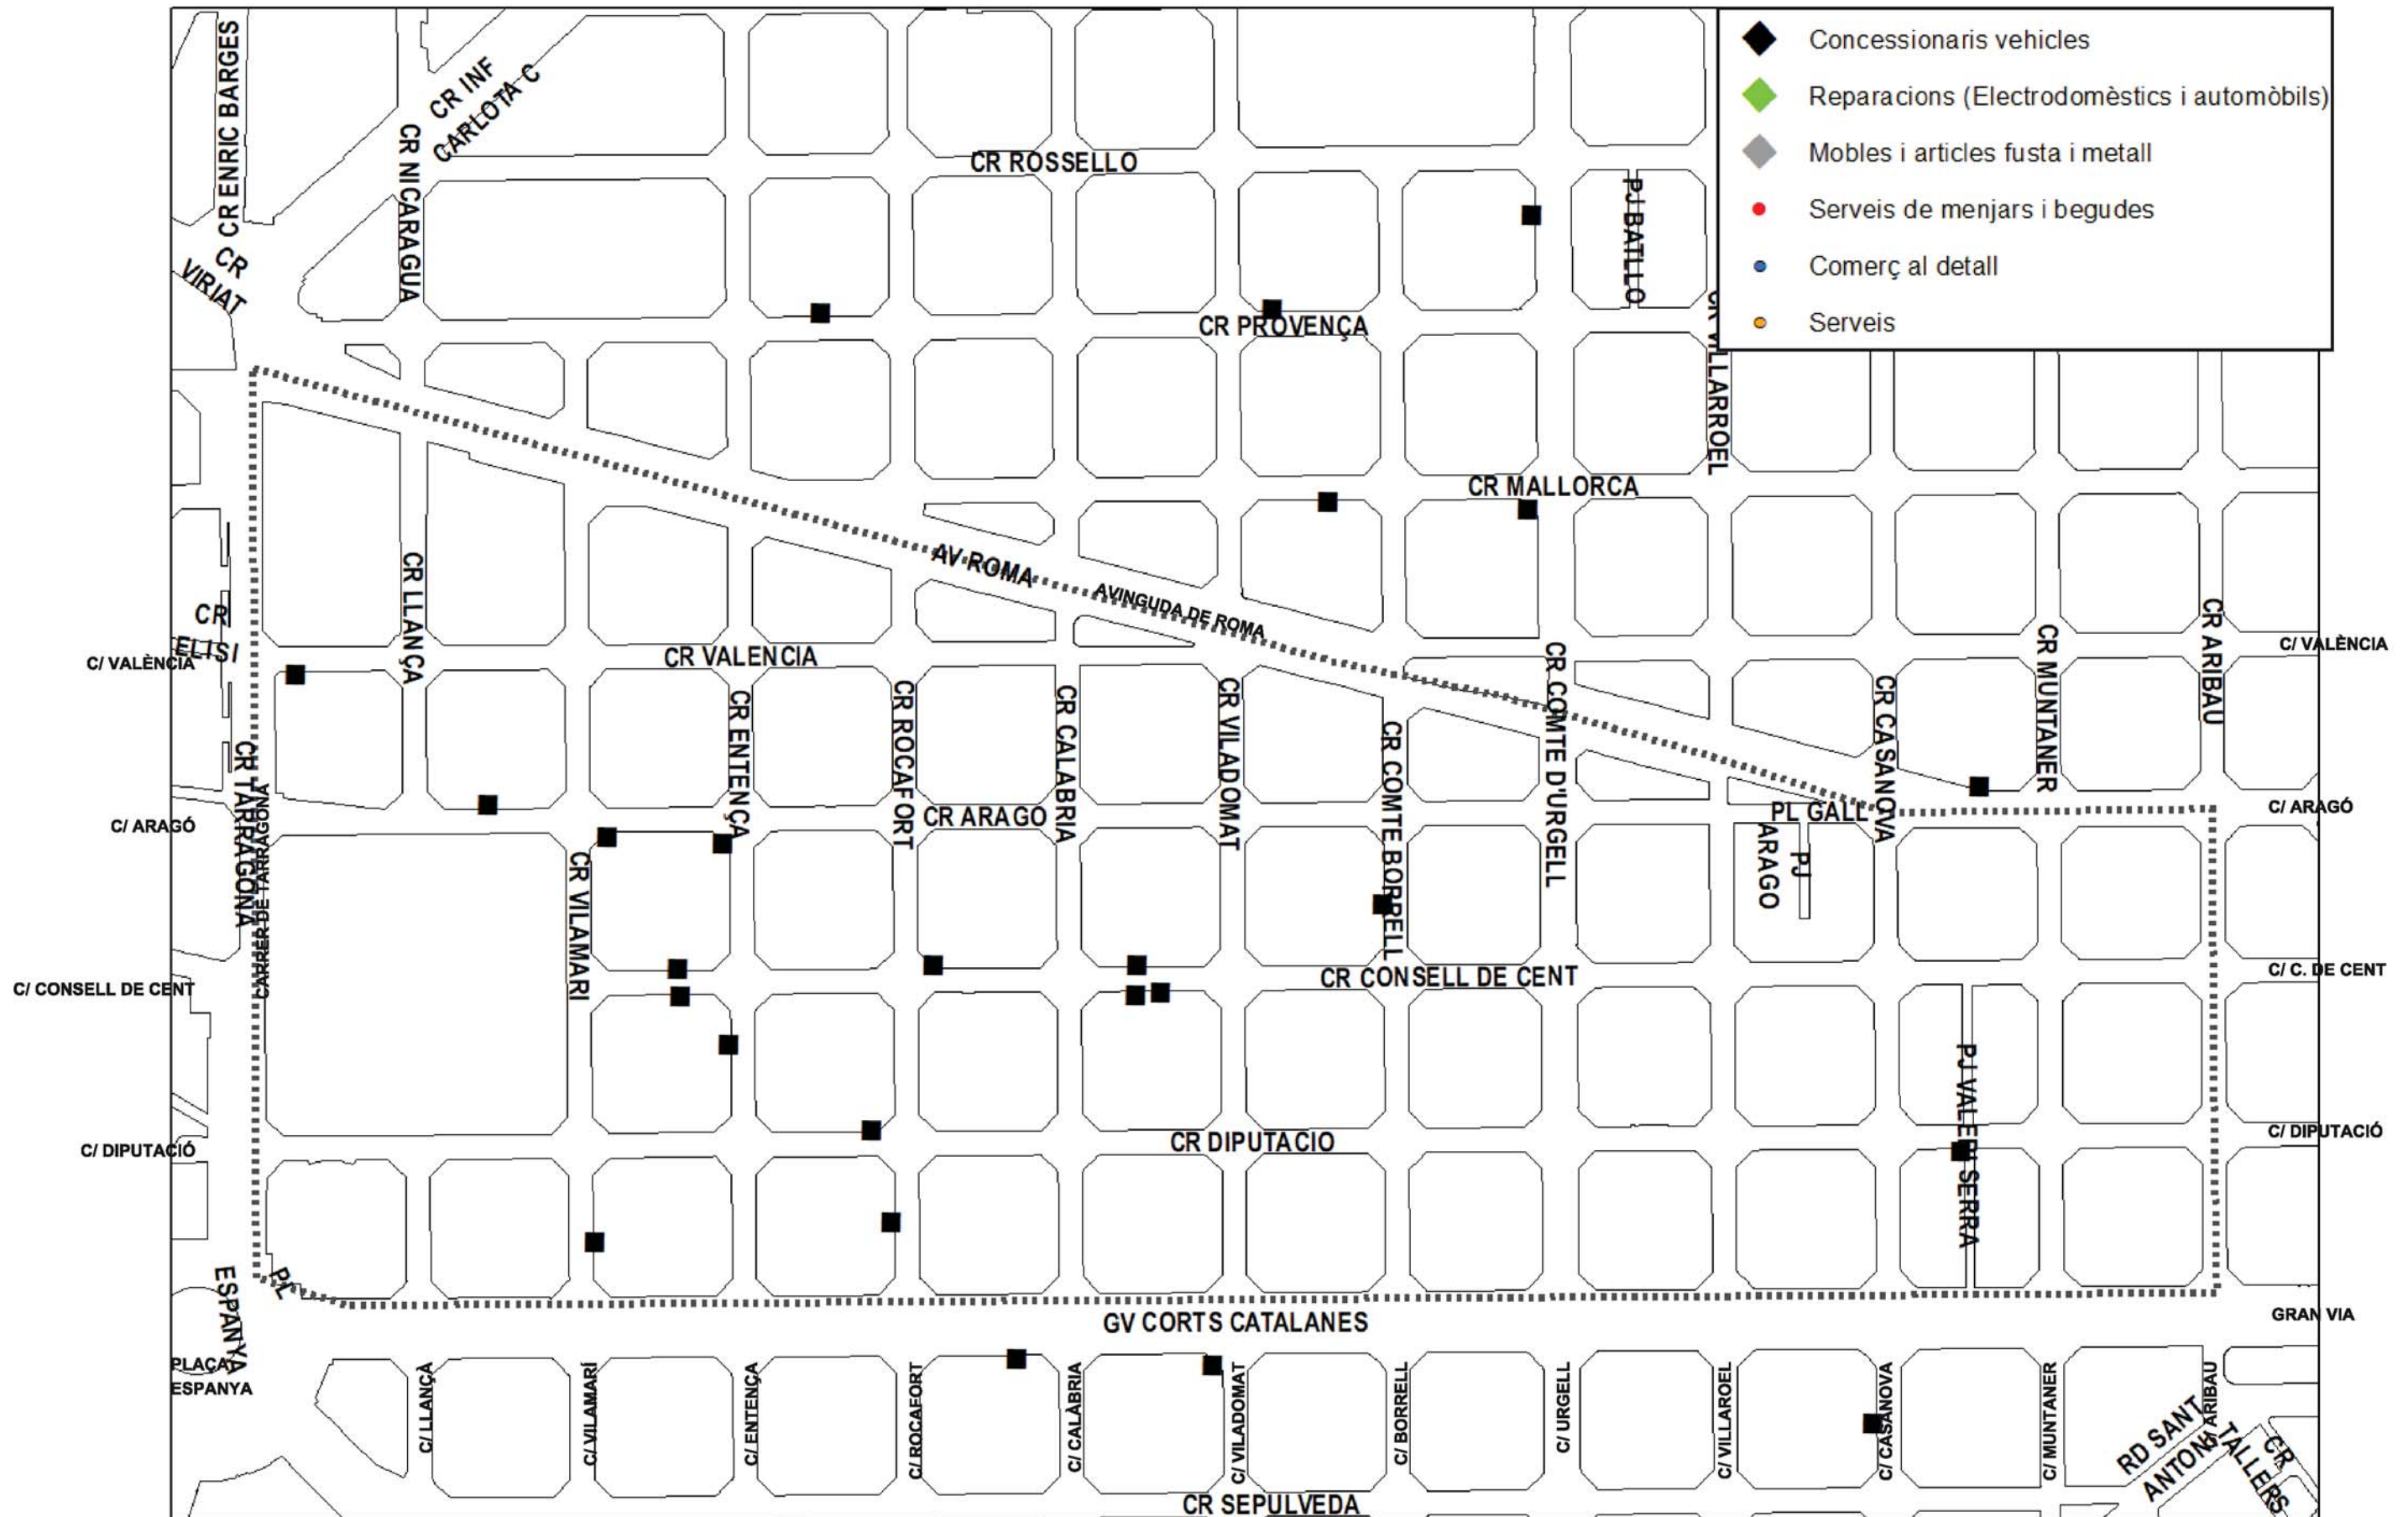 Concessionaris vehicles
Reparacions (Electrodomèstics i automòbils)
Mobles i articles fusta i metall
Serveis de menjars i begudes
Comerç al detall
Serveis
CR ENRIC BARGES
CR INF
CARLOTA C
CR NICARAGUA
CR ROSSELLO
PJ BATLLO
CR
VIRIAT
CR PROVENÇA
CR VILLARROEL
CR MALLORCA
AV ROMA
AVINGUDA DE ROMA
CR LLANÇA
CR
ELISI
C/ VALÈNCIA
CR VALENCIA
C/ VALÈNCIA
CR ENTENÇA
CR ROCAFORT
CR CALABRIA
CR VILADOMAT
CR COMTE BORRELL
CR COMTE D'URGELL
CR CASANOVA
CR MUNTANER
CR ARIBAU
CR TARRAGONA
CARRER DE TARRAGONA
C/ ARAGÓ
CR ARAGO
PL GALL
C/ ARAGÓ
PJ
ARAGO
CR VILAMARI
C/ CONSELL DE CENT
CR CONSELL DE CENT
C/ C. DE CENT
PJ VALERI SERRA
C/ DIPUTACIÓ
CR DIPUTACIO
C/ DIPUTACIÓ
PL
ESPANYA
GV CORTS CATALANES
GRAN VIA
PLAÇA
ESPANYA
C/ LLANÇÀ
C/ VILAMARÍ
C/ ENTENÇA
C/ ROCAFORT
C/ CALÀBRIA
C/ VILADOMAT
C/ BORRELL
C/ URGELL
C/ VILLAROEL
C/ CASANOVA
C/ MUNTANER
C/ ARIBAU
RD SANT
ANTONI
CR
TALLERS
CR SEPULVEDA